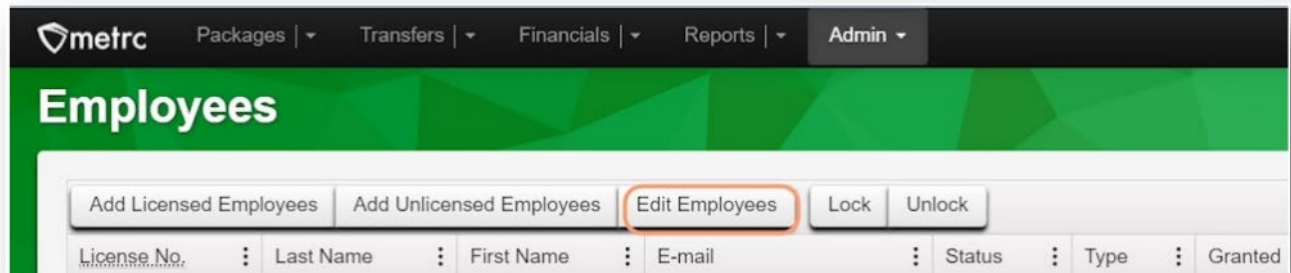 metrc Packages | Transfers | Financials | Reports | Admin
Employees
Add Licensed Employees Add Unlicensed Employees Edit Employees Lock Unlock
License No. Last Name First Name E-mail Status Type Granted